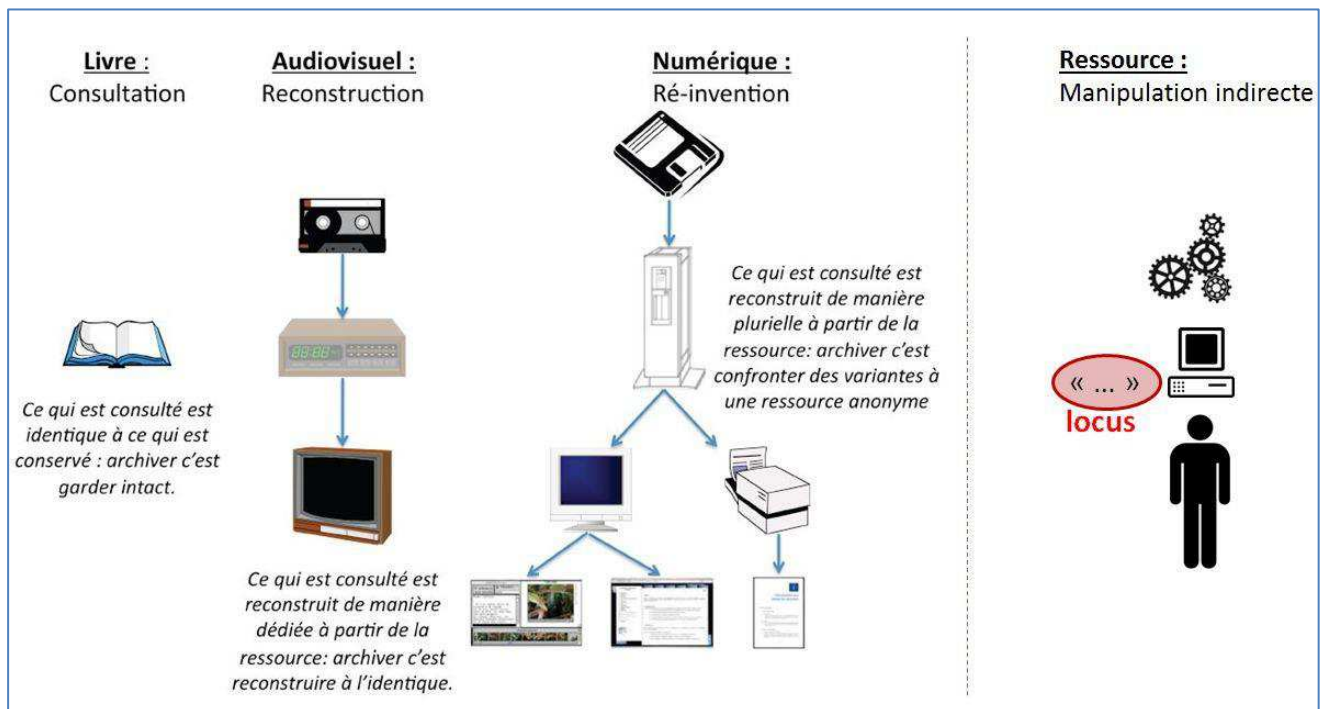 Livre :
Consultation
Ce qui est consulté est
identique à ce qui est
conservé : archiver c'est
garder intact.
Audiovisuel :
Reconstruction
88:88
Ce qui est consulté est
reconstruit de manière
dédiée à partir de la
ressource: archiver c'est
reconstruire à l'identique.
Numérique :
Ré-invention
Ce qui est consulté est
reconstruit de manière
plurielle à partir de la
ressource: archiver c'est
confronter des variantes à
une ressource anonyme
Ressource :
Manipulation indirecte
« ... »
locus